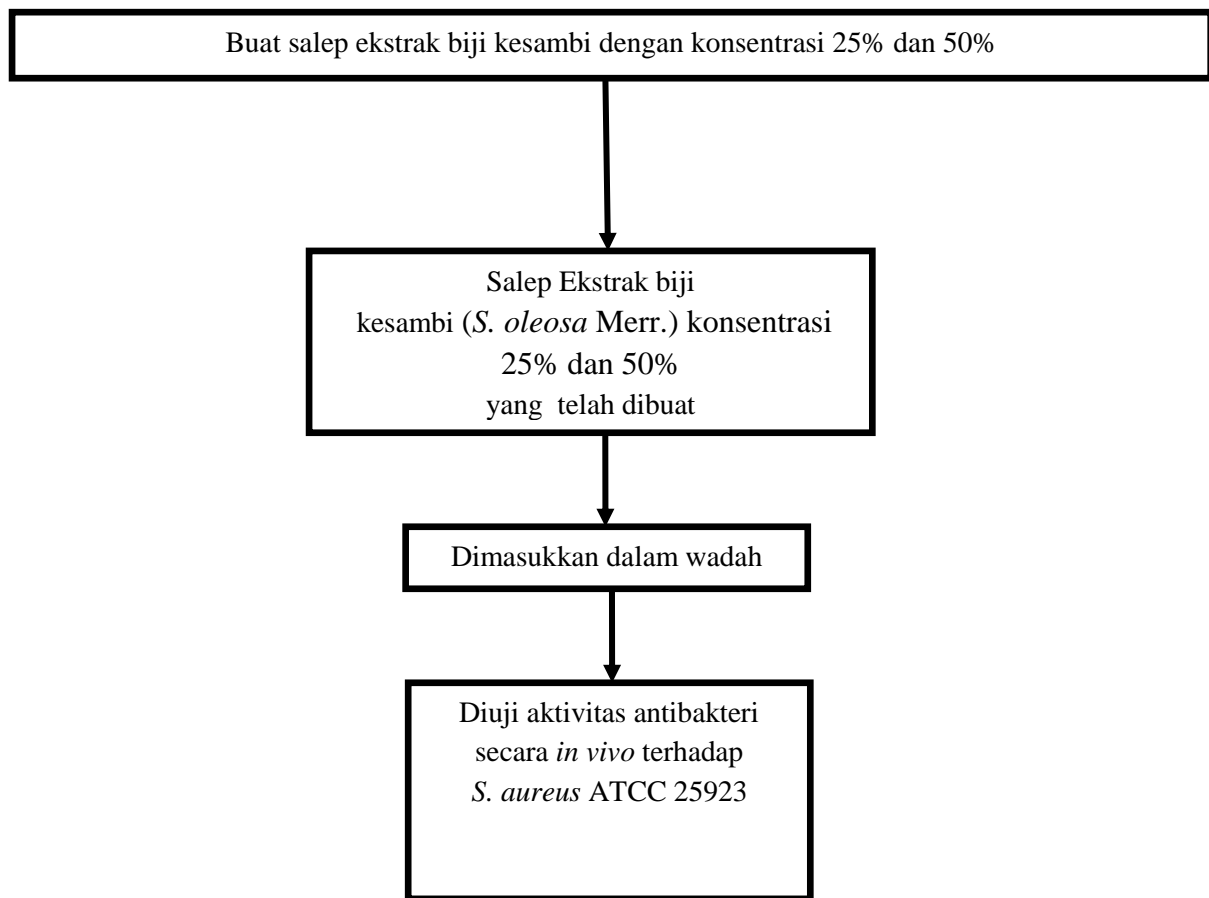 Buat salep ekstrak biji kesambi dengan konsentrasi 25% dan 50%
Salep Ekstrak biji
kesambi (S. oleosa Merr.) konsentrasi
25% dan 50%
yang telah dibuat
Dimasukkan dalam wadah
Diuji aktivitas antibakteri
secara in vivo terhadap
S. aureus ATCC 25923